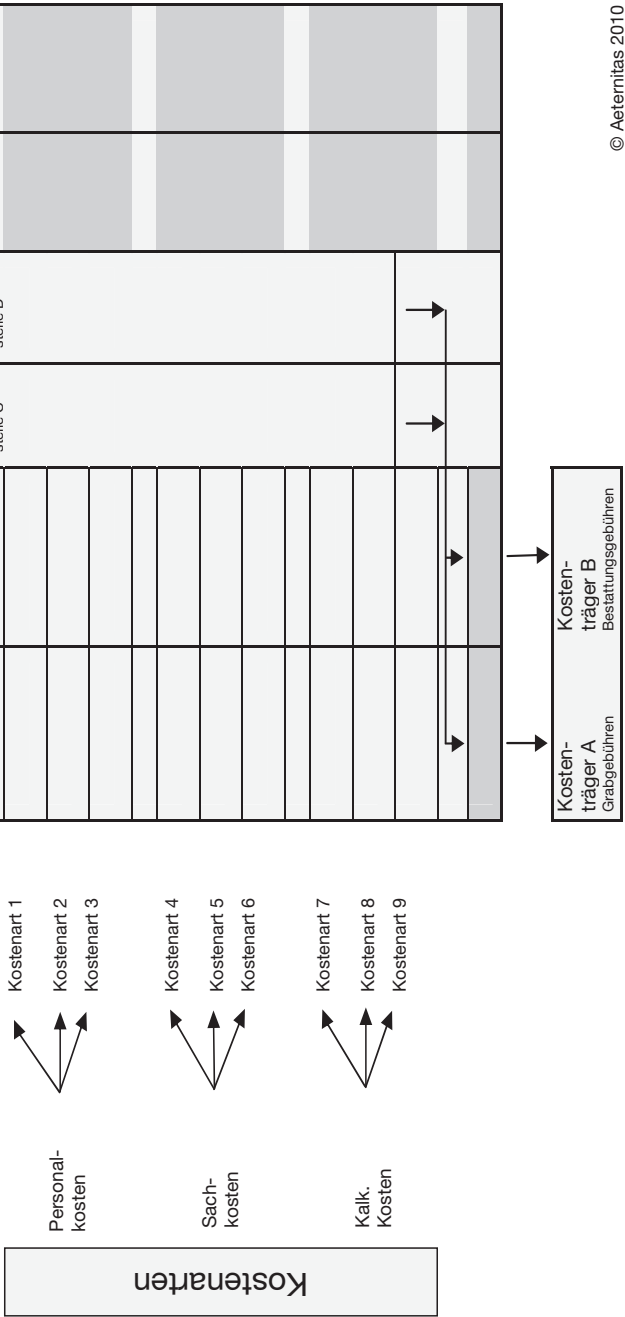 Kostenarten
Personal-
kosten
Kostenart 1
Kostenart 2
Kostenart 3
Sach-
kosten
Kostenart 4
Kostenart 5
Kostenart 6
Kalk.
Kosten
Kostenart 7
Kostenart 8
Kostenart 9
Kosten-
träger A
Grabgebühren
Kosten-
träger B
Bestattungsgebühren
© Aeternitas 2010